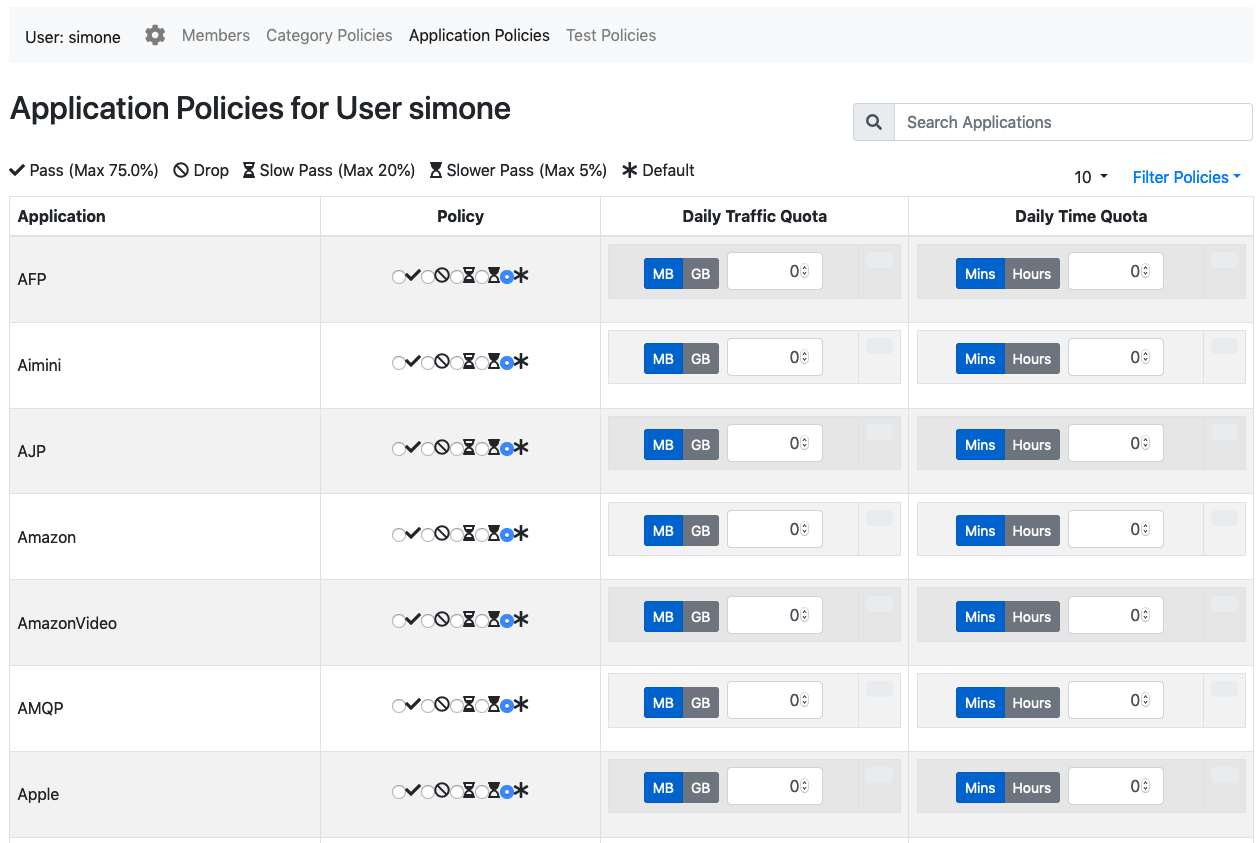 User: simone Members Category Policies Application Policies Test Policies
Application Policies for User simone
Search Applications
Pass (Max 75.0%) Drop Slow Pass (Max 20%) Slower Pass (Max 5%) Default
10 Filter Policies
Application Policy Daily Traffic Quota Daily Time Quota
AFP MB GB 0 Mins Hours 0
Aimini MB GB 0 Mins Hours 0
AJP MB GB 0 Mins Hours 0
Amazon MB GB 0 Mins Hours 0
AmazonVideo MB GB 0 Mins Hours 0
AMQP MB GB 0 Mins Hours 0
Apple MB GB 0 Mins Hours 0